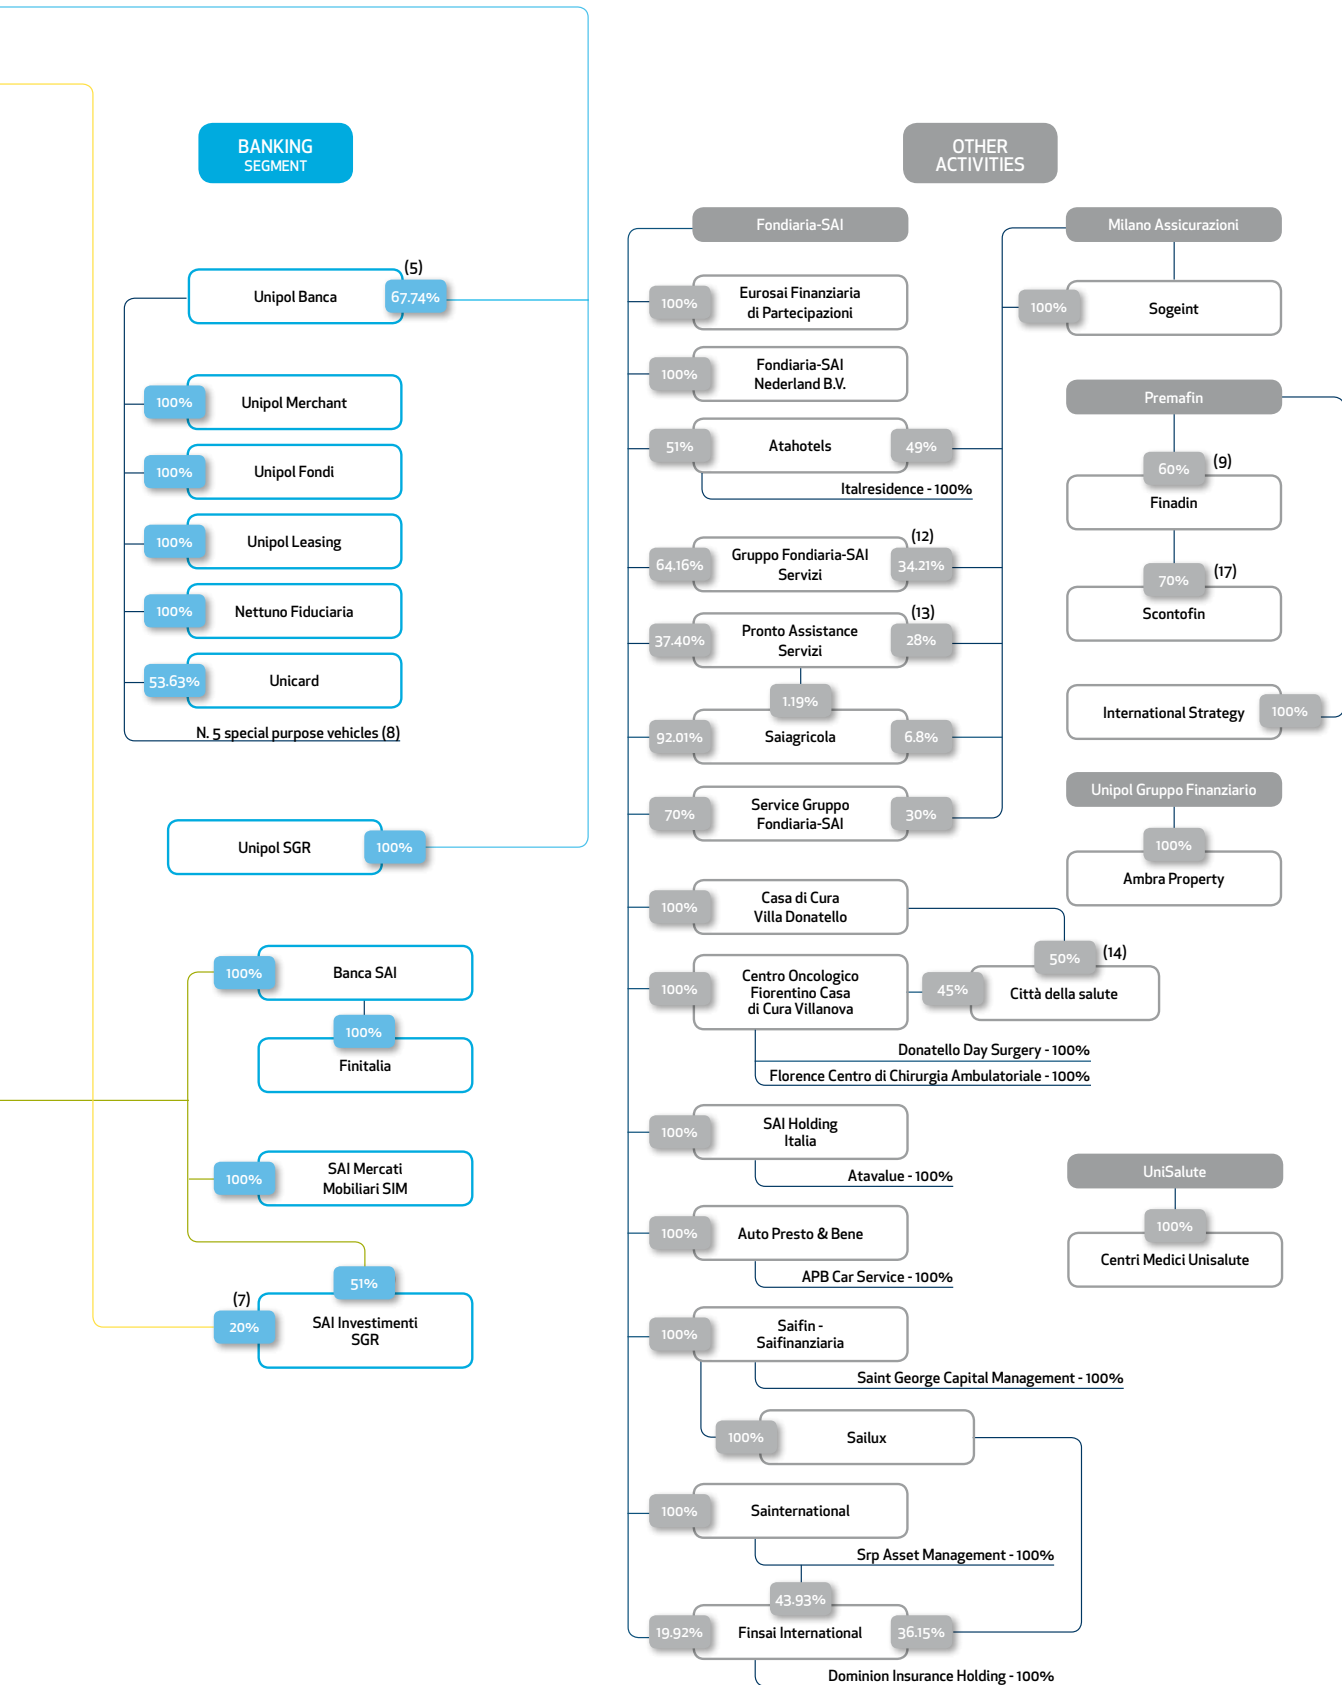 BANKING
SEGMENT
(5)
Unipol Banca
67.74%
100%
Unipol Merchant
100%
Unipol Fondi
100%
Unipol Leasing
100%
Nettuno Fiduciaria
53.63%
Unicard
N. 5 special purpose vehicles (8)
Unipol SGR
100%
100%
Banca SAI
100%
Finitalia
100%
SAI Mercati
Mobiliari SIM
51%
(7)
20%
SAI Investimenti
SGR
OTHER
ACTIVITIES
Fondiaria-SAI
100%
Eurosai Finanziaria
di Partecipazioni
100%
Fondiaria-SAI
Nederland B.V.
51%
Atahotels
49%
Italresidence - 100%
(12)
64.16%
Gruppo Fondiaria-SAI
Servizi
34.21%
(13)
37.40%
Pronto Assistance
Servizi
28%
1.19%
92.01%
Saiagricola
6.8%
70%
Service Gruppo
Fondiaria-SAI
30%
100%
Casa di Cura
Villa Donatello
50%
(14)
100%
Centro Oncologico
Fiorentino Casa
di Cura Villanova
45%
Città della salute
Donatello Day Surgery - 100%
Florence Centro di Chirurgia Ambulatoriale - 100%
100%
SAI Holding
Italia
Atavalue - 100%
100%
Auto Presto & Bene
APB Car Service - 100%
100%
Saifin -
Saifinanziaria
Saint George Capital Management - 100%
100%
Sailux
100%
Sainternational
Srp Asset Management - 100%
43.93%
19.92%
Finsai International
36.15%
Dominion Insurance Holding - 100%
Milano Assicurazioni
100%
Sogeint
Premafin
60%
(9)
Finadin
70%
(17)
Scontofin
International Strategy
100%
Unipol Gruppo Finanziario
100%
Ambra Property
UniSalute
100%
Centri Medici Unisalute